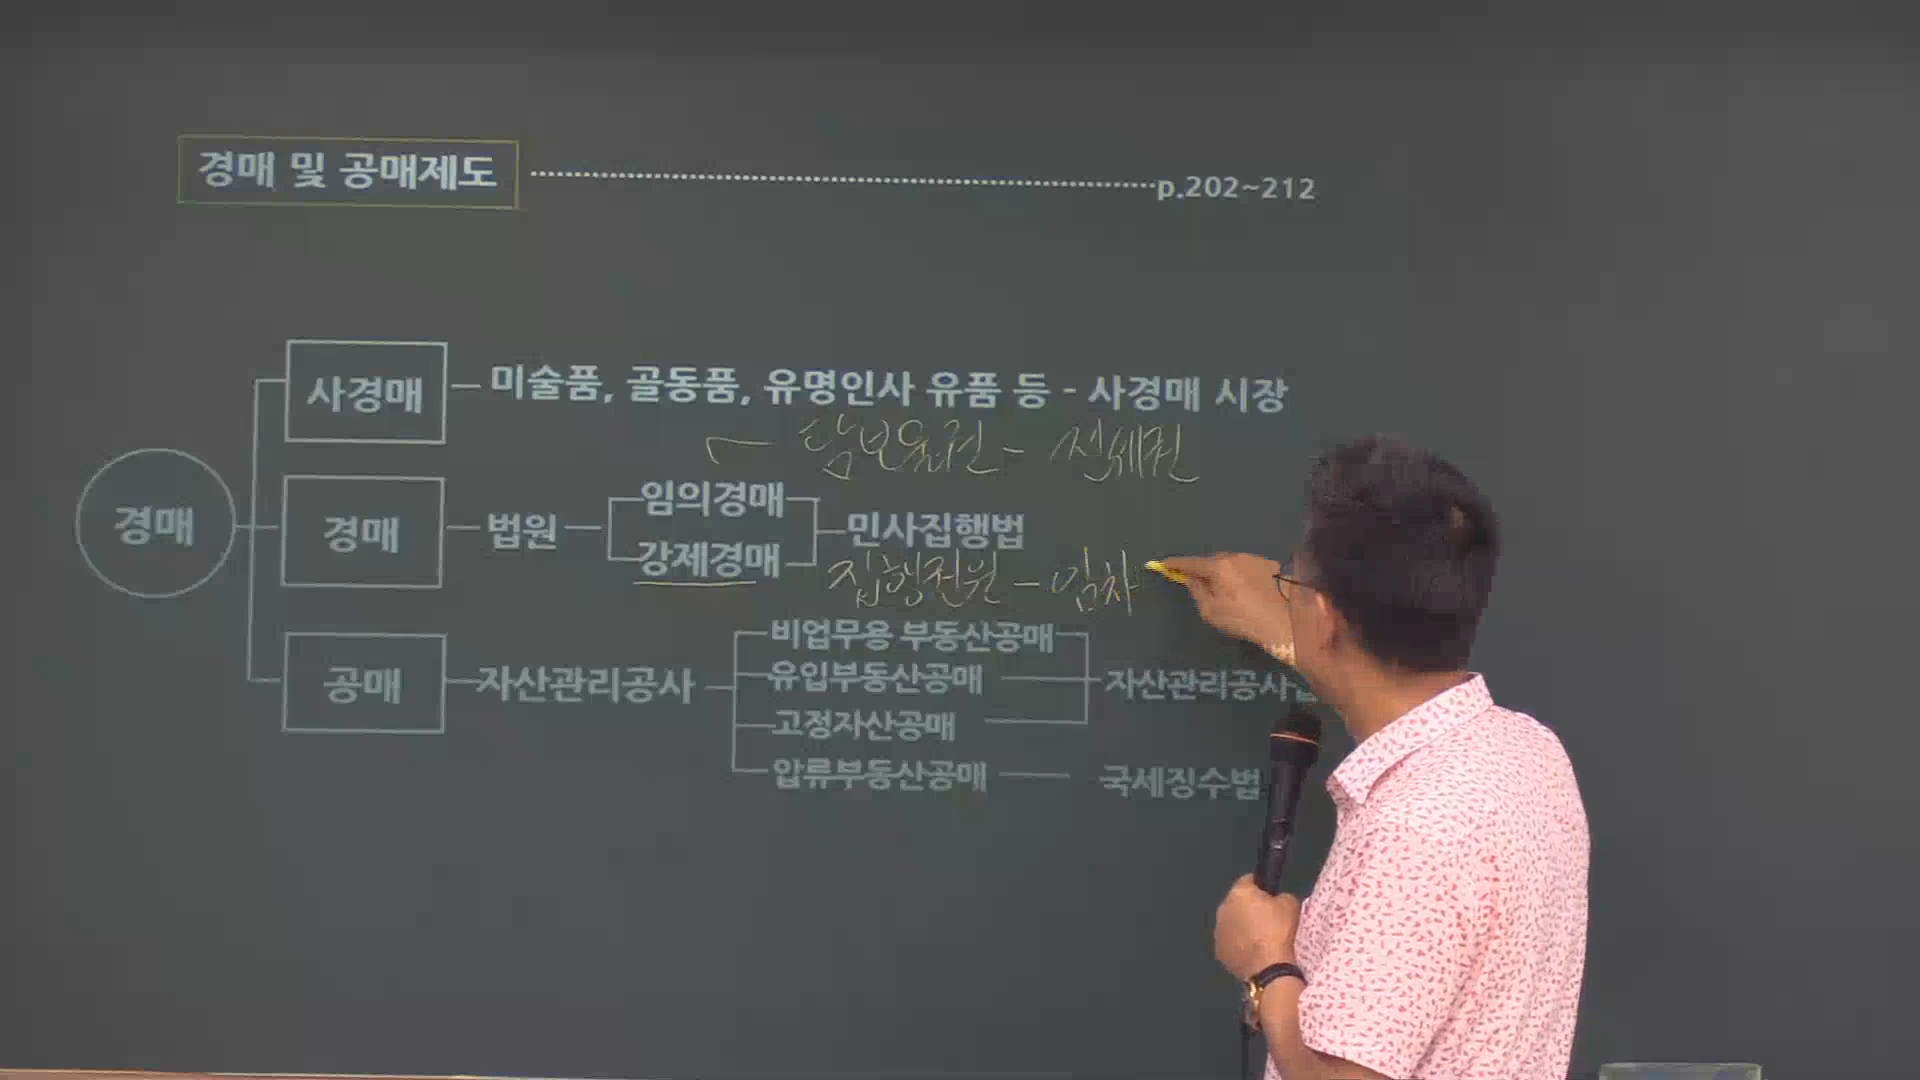 경매 및 공매제도 p.202~212
사경매 미술품, 골동품, 유명인사 유품 등 - 사경매 시장
담보물권 - 전세권
임의경매
경매 경매 법원 민사집행법
강제경매
집행권원 - 임차
비업무용 부동산공매
공매 자산관리공사 유입부동산공매 자산관리공사
고정자산공매
압류부동산공매 국세징수법